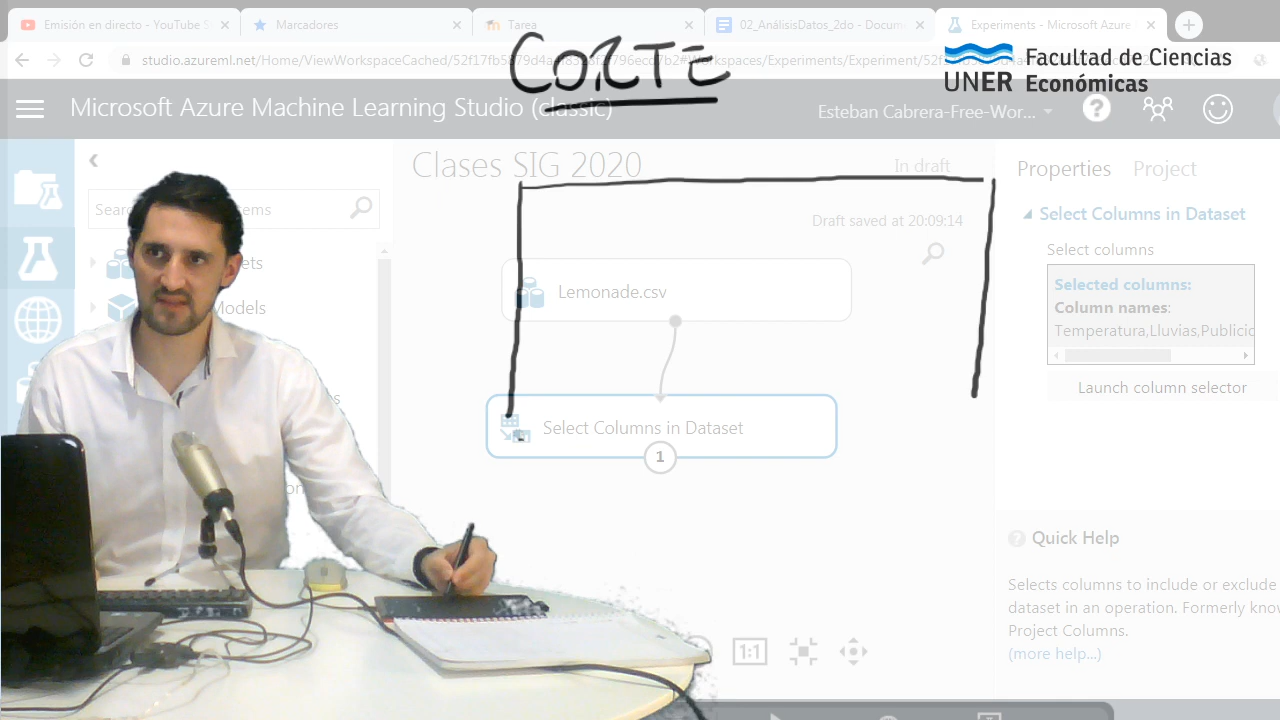 Emisión en directo - YouTube S
Marcadores
Tarea
02_AnálisisDatos_2do - Docume
Experiments - Microsoft Azure
CORTE
Facultad de Ciencias
Económicas
UNER
Microsoft Azure Machine Learning Studio (classic)
Esteban Cabrera-Free-Wor...
Clases SIG 2020
In draft
Properties
Project
Draft saved at 20:09:14
Select Columns in Dataset
Select columns
Selected columns:
Column names:
Temperatura,Lluvias,Publicid
Launch column selector
Lemonade.csv
Models
Select Columns in Dataset
1
Quick Help
Selects columns to include or exclude
dataset in an operation. Formerly kno
Project Columns.
(more help...)
1:1